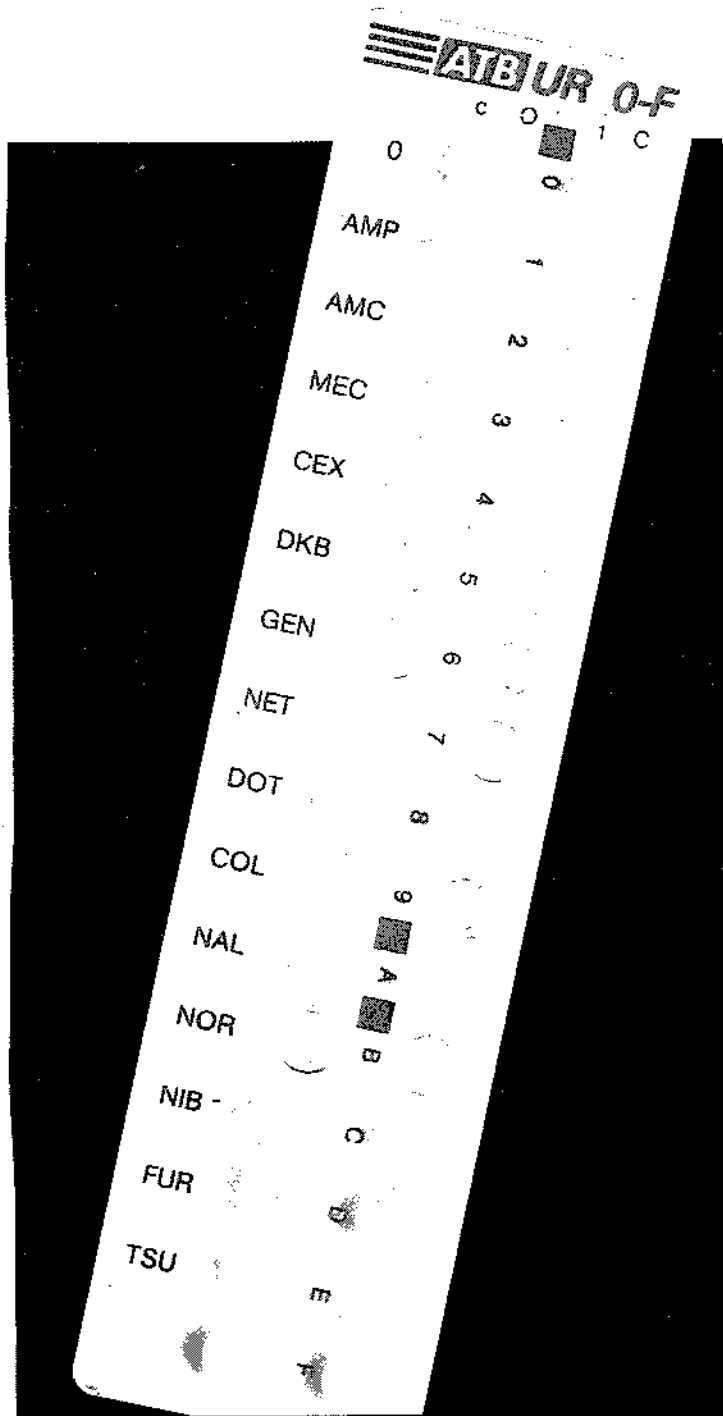 ATB UR 0-F
c O 1 C
0 0
AMP 1
AMC 2
MEC 3
CEX 4
DKB 5
GEN 6
NET 7
DOT 8
COL 9
NAL A
NOR B
NIB - C
FUR D
TSU E
F